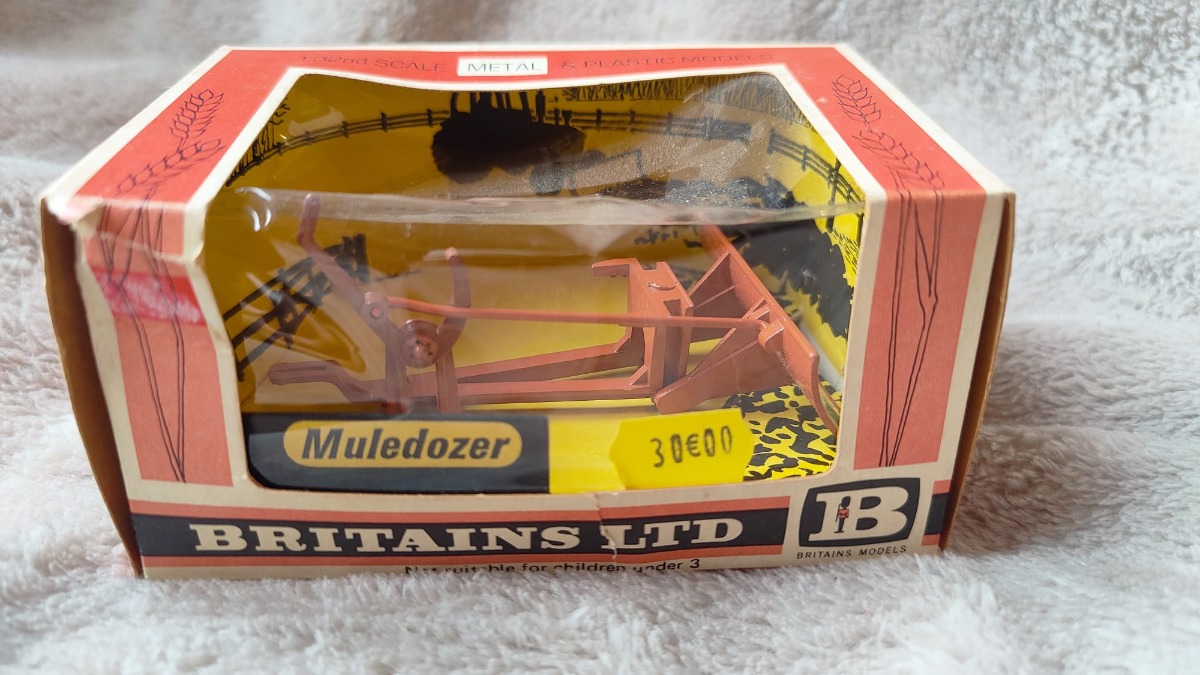 1:32nd SCALE METAL & PLASTIC MODELS
Muledozer
30€00
BRITAINS LTD
B
BRITAINS MODELS
Not suitable for children under 3